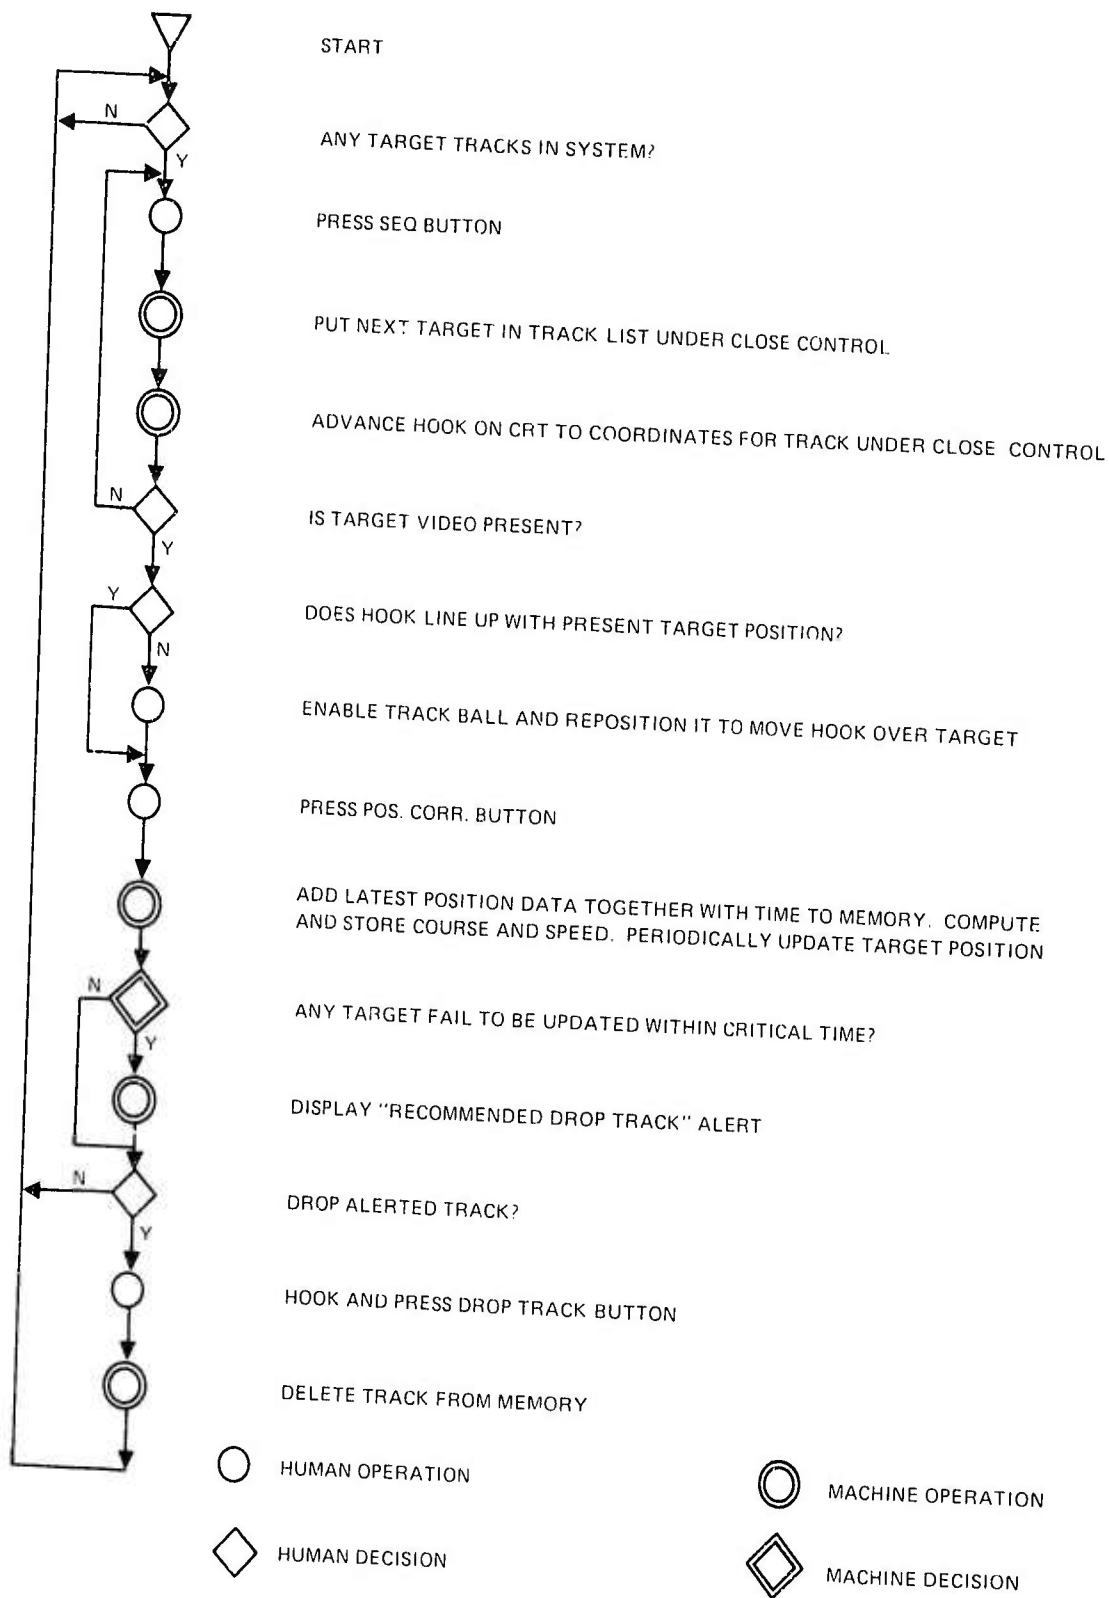 START
N
ANY TARGET TRACKS IN SYSTEM?
Y
PRESS SEQ BUTTON
PUT NEXT TARGET IN TRACK LIST UNDER CLOSE CONTROL
ADVANCE HOOK ON CRT TO COORDINATES FOR TRACK UNDER CLOSE CONTROL
N
IS TARGET VIDEO PRESENT?
Y
Y
DOES HOOK LINE UP WITH PRESENT TARGET POSITION?
N
ENABLE TRACK BALL AND REPOSITION IT TO MOVE HOOK OVER TARGET
PRESS POS. CORR. BUTTON
ADD LATEST POSITION DATA TOGETHER WITH TIME TO MEMORY. COMPUTE
AND STORE COURSE AND SPEED. PERIODICALLY UPDATE TARGET POSITION
N
ANY TARGET FAIL TO BE UPDATED WITHIN CRITICAL TIME?
Y
DISPLAY "RECOMMENDED DROP TRACK" ALERT
N
DROP ALERTED TRACK?
Y
HOOK AND PRESS DROP TRACK BUTTON
DELETE TRACK FROM MEMORY
HUMAN OPERATION
MACHINE OPERATION
HUMAN DECISION
MACHINE DECISION